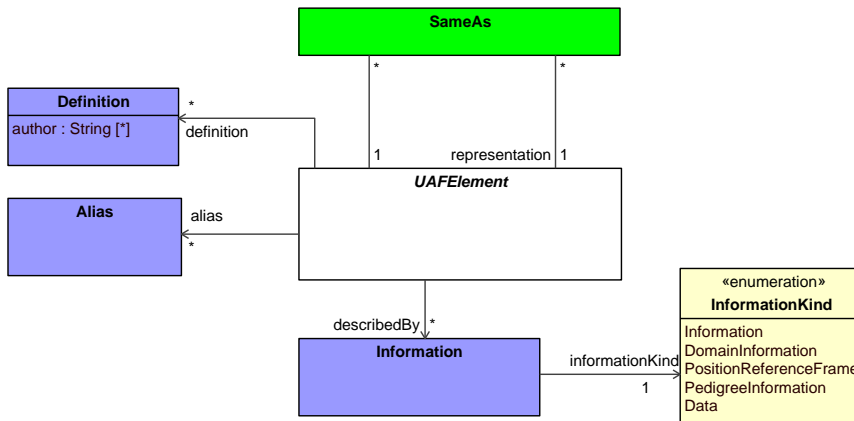 SameAs
*
*
Definition
author : String [*]
*
definition
1
representation
1
UAFElement
Alias
alias
*
«enumeration»
InformationKind
Information
DomainInformation
PositionReferenceFrame
PedigreeInformation
Data
describedBy
*
Information
informationKind
1